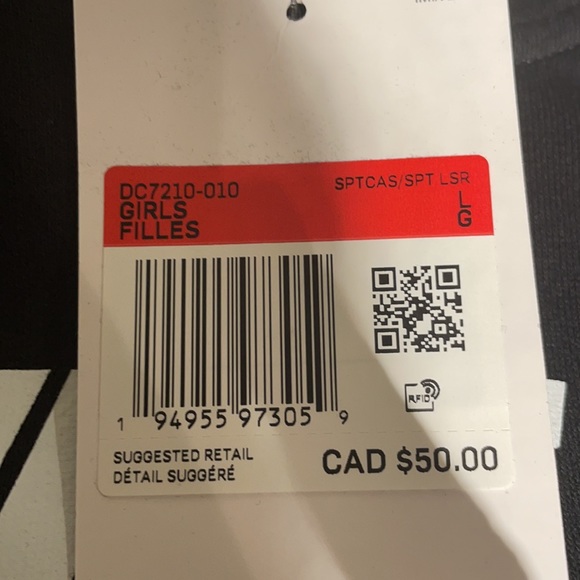 DC7210-010
SPTCAS/SPT LSR
GIRLS
L
FILLES
G
1 94955 97305 9
RFID
SUGGESTED RETAIL
DÉTAIL SUGGÉRÉ
CAD $50.00